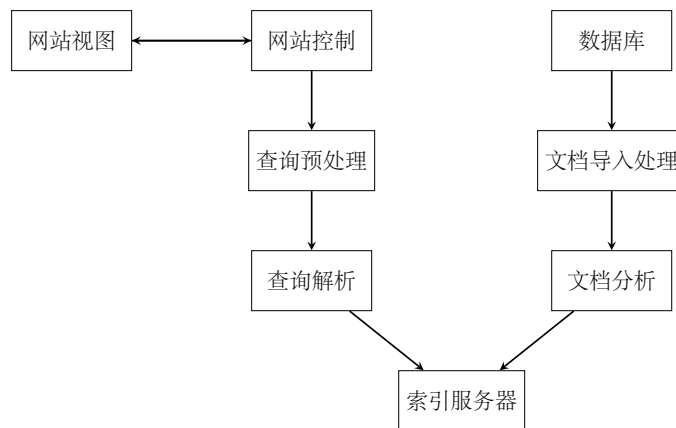 网站视图
网站控制
数据库
查询预处理
文档导入处理
查询解析
文档分析
索引服务器